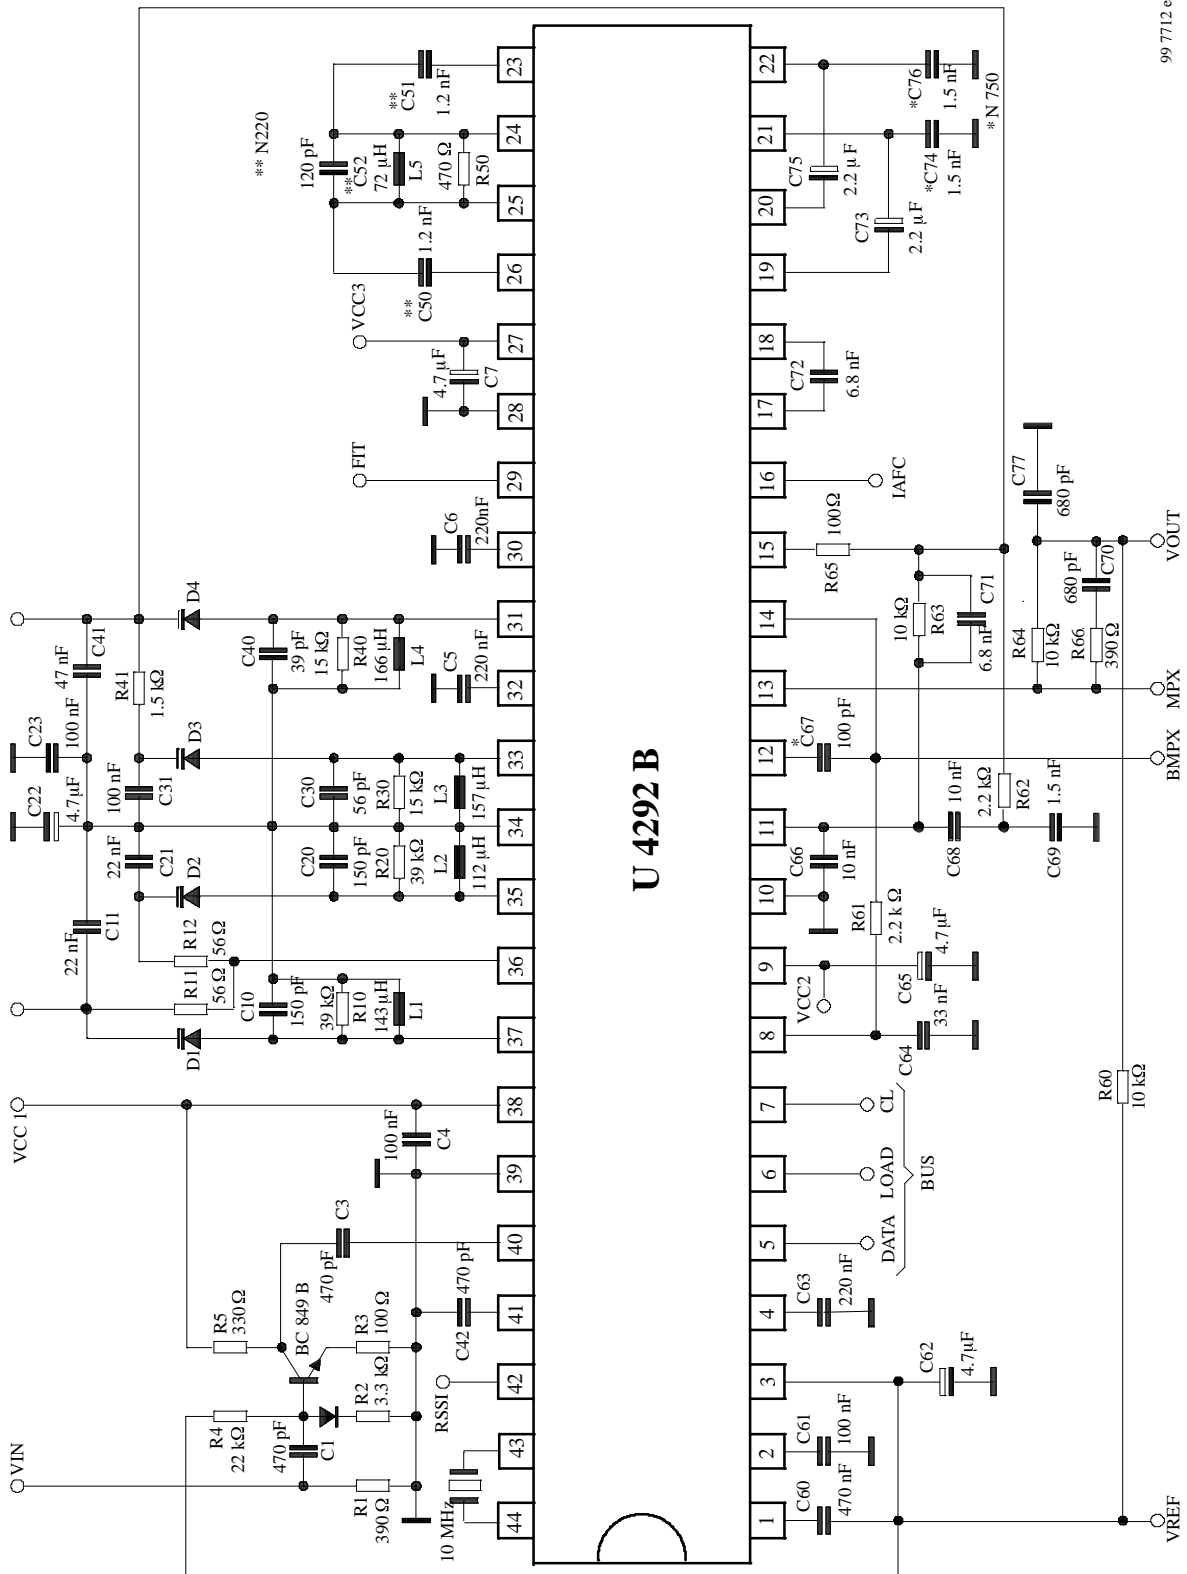 99 7712 e
VIN
VCC 1
R4
22 kΩ
R5
330 Ω
470 pF
C1
BC 849 B
470 pF
C3
R1
390 Ω
R2
3.3 kΩ
R3
100 Ω
100 nF
C4
10 MHz
RSSI
C42
470 pF
22 nF
C11
C22
4.7 µF
C23
100 nF
47 nF
C41
R11
56 Ω
R12
56 Ω
22 nF
C21
100 nF
C31
R41
1.5 kΩ
D1
D2
D3
D4
C10
150 pF
39 kΩ
R10
143 µH
L1
C20
150 pF
R20
39 kΩ
L2
112 µH
C30
56 pF
R30
15 kΩ
L3
157 µH
C40
39 pF
15 kΩ
R40
166 µH
L4
C5
220 nF
C6
220nF
FIT
VCC3
4.7 µF
C7
** N220
120 pF
**
C52
72 µH
L5
470 Ω
R50
**
C50
1.2 nF
**
C51
1.2 nF
44
43
42
41
40
39
38
37
36
35
34
33
32
31
30
29
28
27
26
25
24
23
U 4292 B
1
2
3
4
5
6
7
8
9
10
11
12
13
14
15
16
17
18
19
20
21
22
C60
470 nF
C61
100 nF
C62
4.7µF
C63
220 nF
DATA
LOAD
CL
BUS
C64
33 nF
VCC2
C65
4.7µF
R61
2.2 k Ω
C66
10 nF
*
C67
100 pF
C68
10 nF
2.2 kΩ
R62
C69
1.5 nF
R65
100Ω
10 kΩ
R63
C71
6.8 nF
R64
10 kΩ
R66
390 Ω
680 pF
C70
C77
680 pF
IAFC
C72
6.8 nF
C73
2.2 µF
C75
2.2 µF
*C74
1.5 nF
*C76
1.5 nF
* N 750
R60
10 kΩ
VREF
BMPX
MPX
VOUT